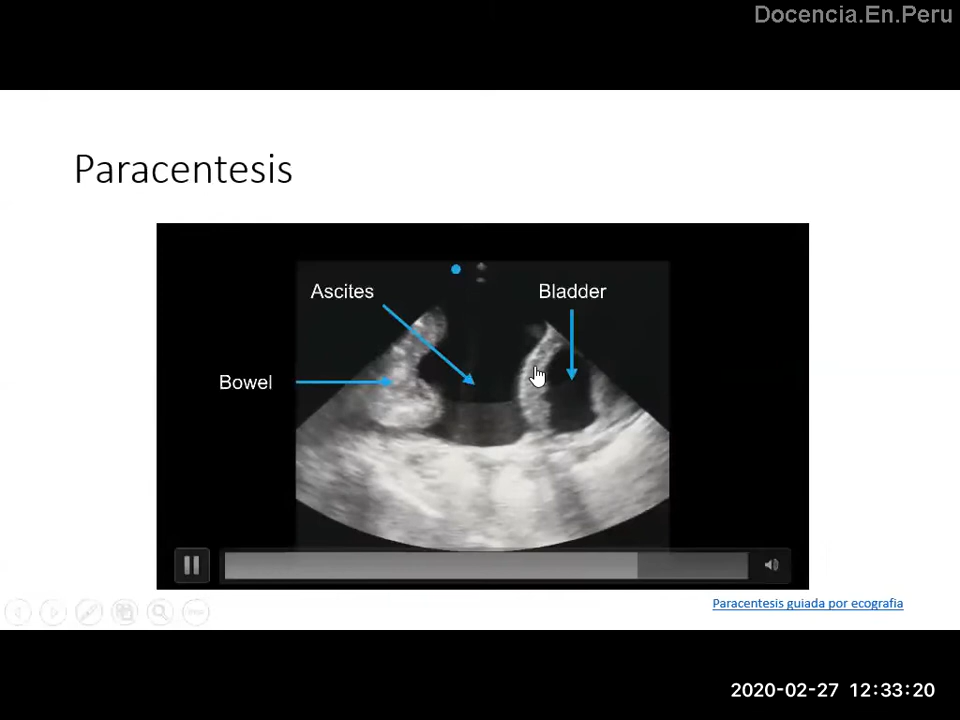 Docencia.En.Peru
Paracentesis
Ascites
Bladder
Bowel
Paracentesis guiada por ecografia
2020-02-27 12:33:20